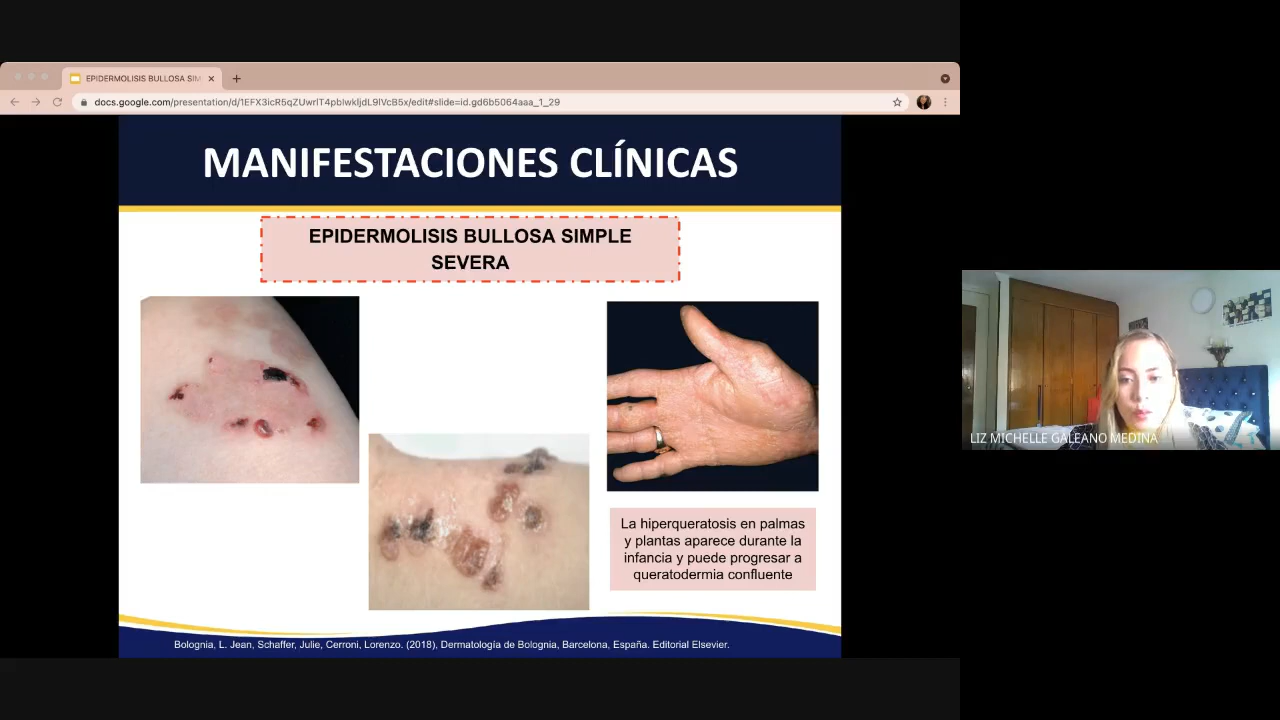 EPIDERMOLISIS BULLOSA SIM
docs.google.com/presentation/d/1EFX3icR5qZUwrlT4pbIwkljdL9lVcB5x/edit#slide=id.gd6b5064aaa_1_29
MANIFESTACIONES CLÍNICAS
EPIDERMOLISIS BULLOSA SIMPLE
SEVERA
La hiperqueratosis en palmas
y plantas aparece durante la
infancia y puede progresar a
queratodermia confluente
Bolognia, L. Jean, Schaffer, Julie, Cerroni, Lorenzo. (2018), Dermatología de Bolognia, Barcelona, España. Editorial Elsevier.
LIZ MICHELLE GALEANO MEDINA